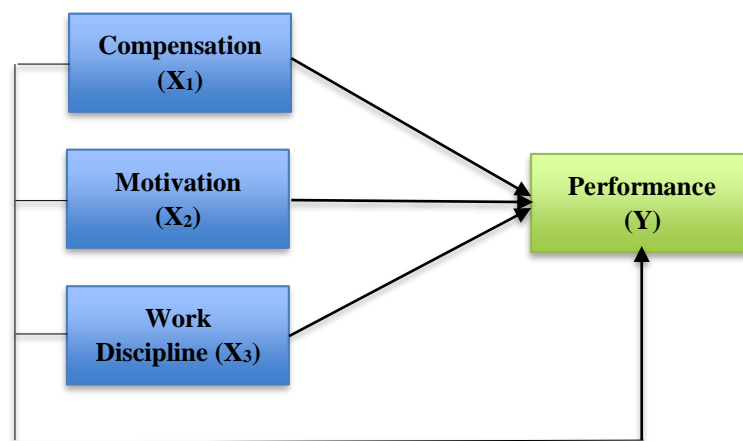 Compensation
(X1)
Motivation
(X2)
Work
Discipline (X3)
Performance
(Y)